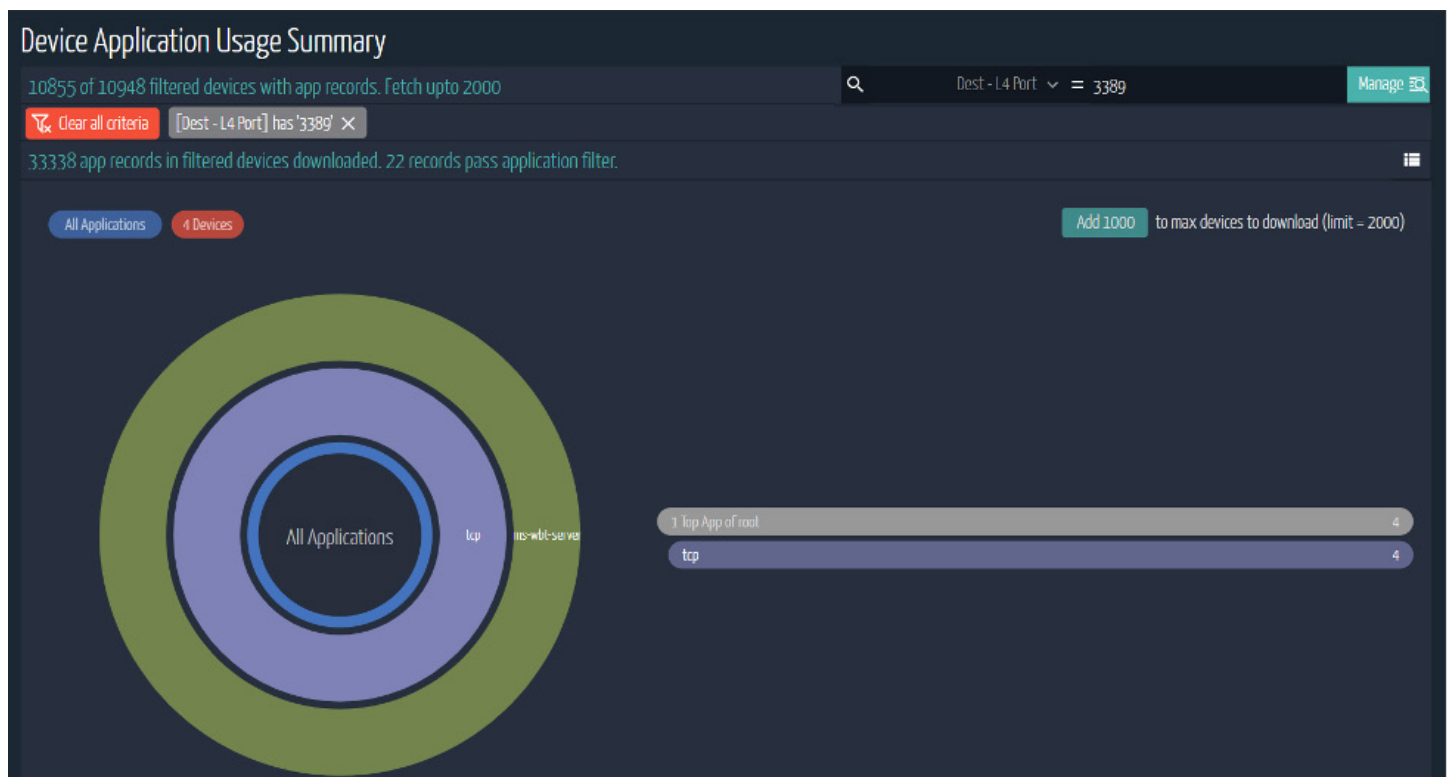 Device Application Usage Summary
10855 of 10948 filtered devices with app records. Fetch upto 2000
Dest - L4 Port = 3389
Manage
Clear all criteria
[Dest - L4 Port] has '3389'
33338 app records in filtered devices downloaded. 22 records pass application filter.
All Applications
4 Devices
Add 1000 to max devices to download (limit = 2000)
All Applications
tcp
ms-wbt-server
1 Top App of root 4
tcp 4